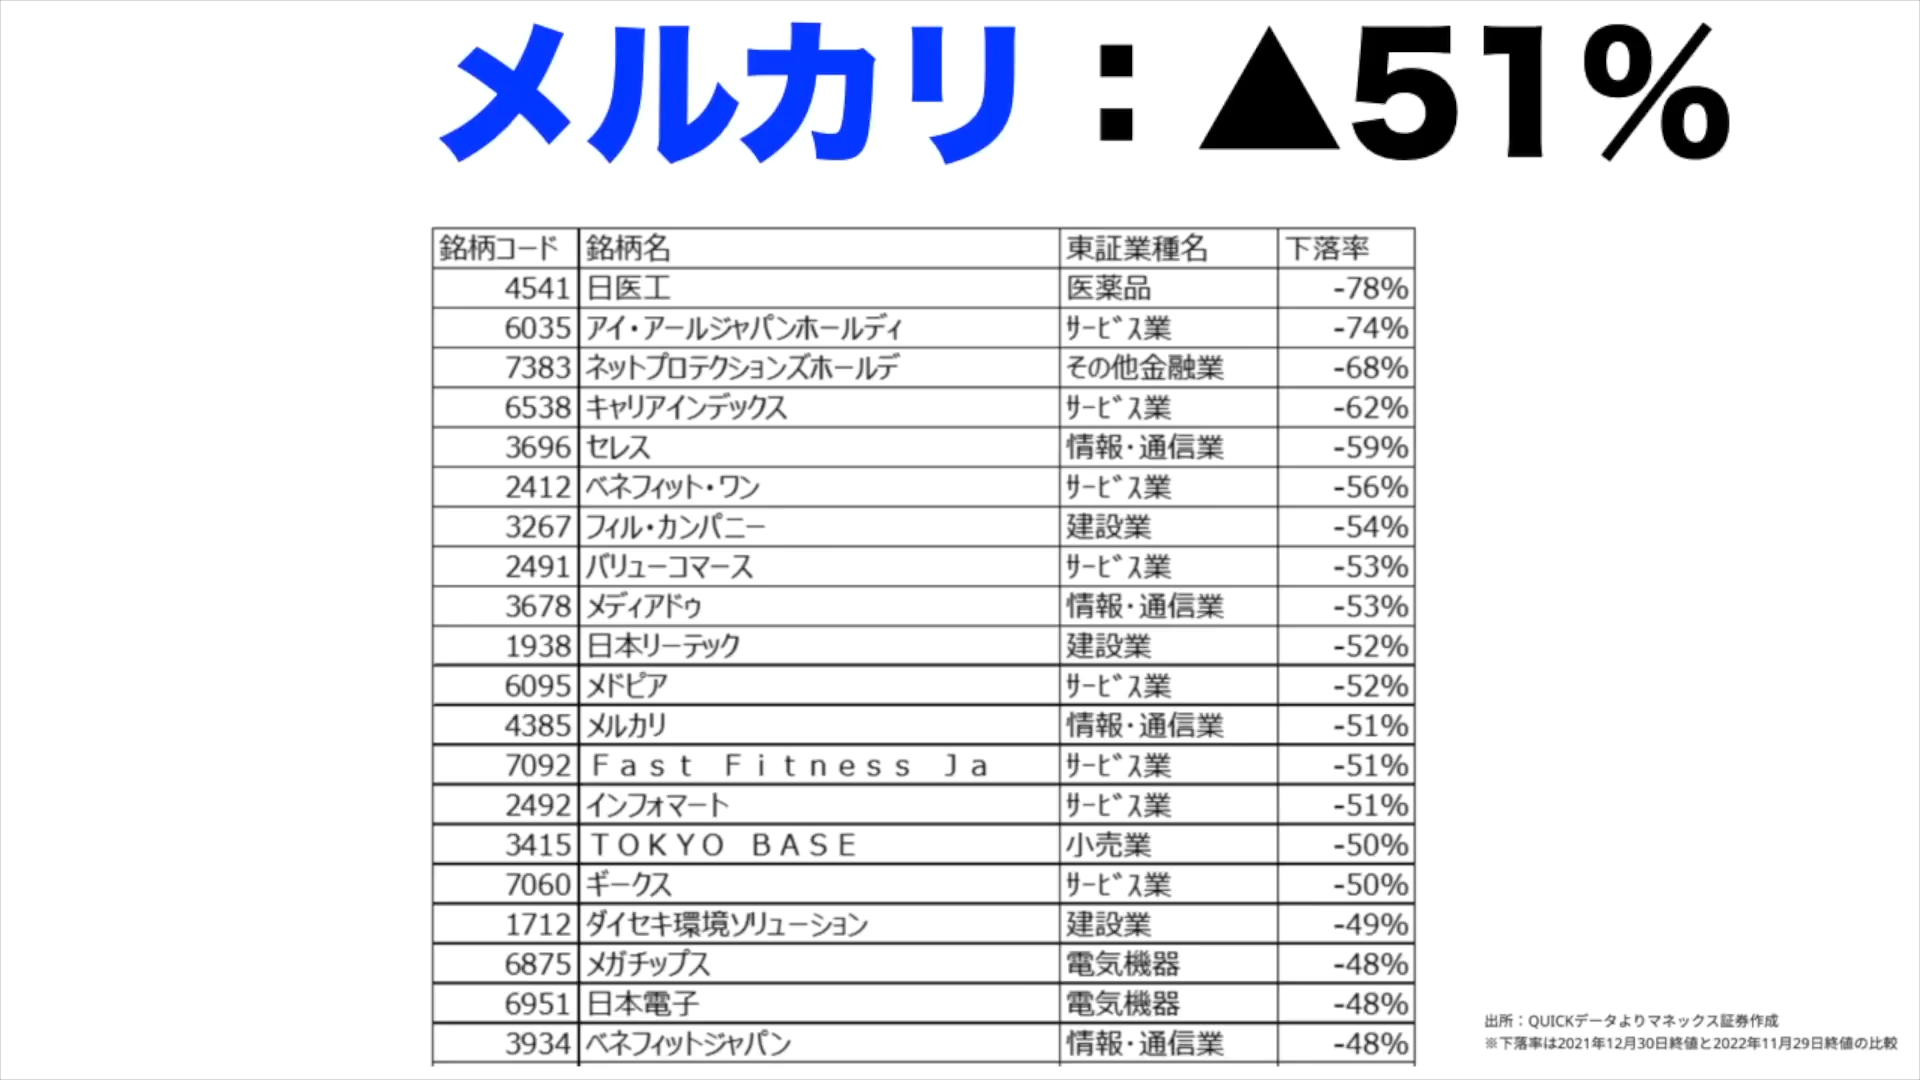 メルカリ：▲51%
銘柄コード 銘柄名 東証業種名 下落率
4541 日医工 医薬品 -78%
6035 アイ・アールジャパンホールディ ｻｰﾋﾞｽ業 -74%
7383 ネットプロテクションズホールデ その他金融業 -68%
6538 キャリアインデックス ｻｰﾋﾞｽ業 -62%
3696 セレス 情報・通信業 -59%
2412 ベネフィット・ワン ｻｰﾋﾞｽ業 -56%
3267 フィル・カンパニー 建設業 -54%
2491 バリューコマース ｻｰﾋﾞｽ業 -53%
3678 メディアドゥ 情報・通信業 -53%
1938 日本リーテック 建設業 -52%
6095 メドピア ｻｰﾋﾞｽ業 -52%
4385 メルカリ 情報・通信業 -51%
7092 Ｆａｓｔ　Ｆｉｔｎｅｓｓ　Ｊａ ｻｰﾋﾞｽ業 -51%
2492 インフォマート ｻｰﾋﾞｽ業 -51%
3415 ＴＯＫＹＯ　ＢＡＳＥ 小売業 -50%
7060 ギークス ｻｰﾋﾞｽ業 -50%
1712 ダイセキ環境ソリューション 建設業 -49%
6875 メガチップス 電気機器 -48%
6951 日本電子 電気機器 -48%
3934 ベネフィットジャパン 情報・通信業 -48%
出所：QUICKデータよりマネックス証券作成
※下落率は2021年12月30日終値と2022年11月29日終値の比較